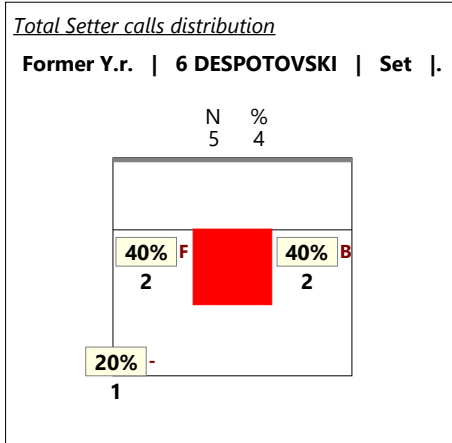 Total Setter calls distribution
Former Y.r. | 6 DESPOTOVSKI | Set |.
N %
5 4
40% F 40% B
2 2
20% -
1